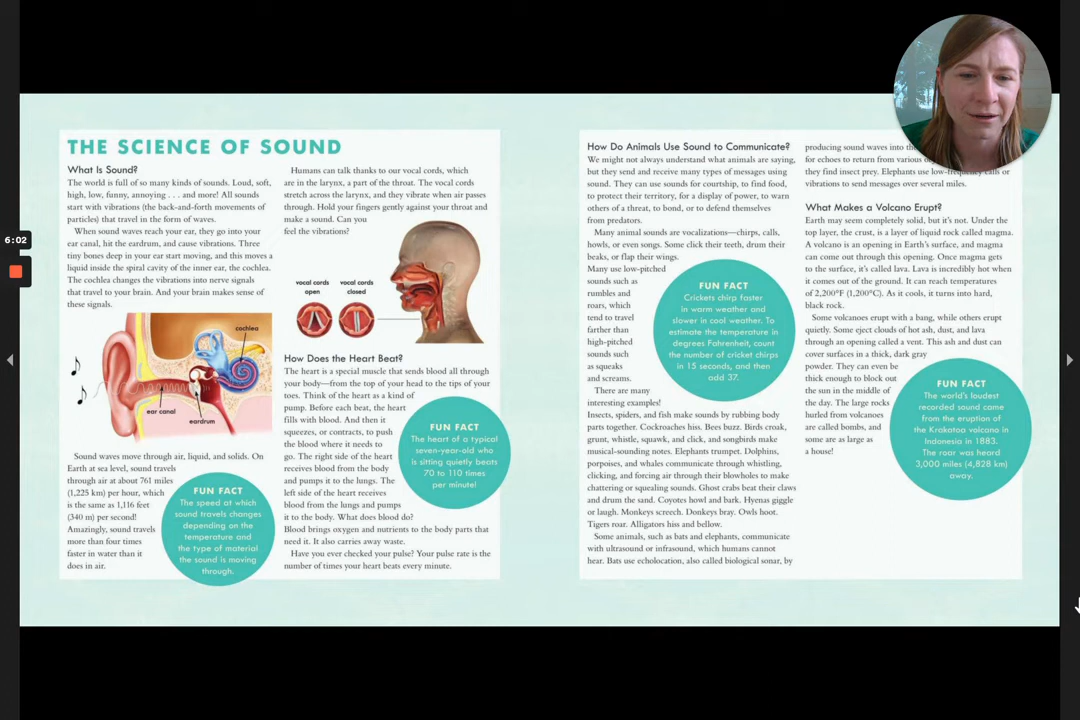 6:02
THE SCIENCE OF SOUND
What Is Sound?
The world is full of so many kinds of sounds. Loud, soft,
high, low, funny, annoying . . . and more! All sounds
start with vibrations (the back-and-forth movements of
particles) that travel in the form of waves.
When sound waves reach your ear, they go into your
ear canal, hit the eardrum, and cause vibrations. Three
tiny bones deep in your ear start moving, and this moves a
liquid inside the spiral cavity of the inner ear, the cochlea.
The cochlea changes the vibrations into nerve signals
that travel to your brain. And your brain makes sense of
these signals.
cochlea
ear canal
eardrum
Sound waves move through air, liquid, and solids. On
Earth at sea level, sound travels
through air at about 761 miles
(1,225 km) per hour, which
is the same as 1,116 feet
(340 m) per second!
Amazingly, sound travels
more than four times
faster in water than it
does in air.
FUN FACT
The speed at which
sound travels changes
depending on the
temperature and
the type of material
the sound is moving
through.
Humans can talk thanks to our vocal cords, which
are in the larynx, a part of the throat. The vocal cords
stretch across the larynx, and they vibrate when air passes
through. Hold your fingers gently against your throat and
make a sound. Can you
feel the vibrations?
vocal cords
open
vocal cords
closed
How Does the Heart Beat?
The heart is a special muscle that sends blood all through
your body—from the top of your head to the tips of your
toes. Think of the heart as a kind of
pump. Before each beat, the heart
fills with blood. And then it
squeezes, or contracts, to push
the blood where it needs to
go. The right side of the heart
receives blood from the body
and pumps it to the lungs. The
left side of the heart receives
blood from the lungs and pumps
it to the body. What does blood do?
Blood brings oxygen and nutrients to the body parts that
need it. It also carries away waste.
Have you ever checked your pulse? Your pulse rate is the
number of times your heart beats every minute.
FUN FACT
The heart of a typical
seven-year-old who
is sitting quietly beats
70 to 110 times
per minute!
How Do Animals Use Sound to Communicate?
We might not always understand what animals are saying,
but they send and receive many types of messages using
sound. They can use sounds for courtship, to find food,
to protect their territory, for a display of power, to warn
others of a threat, to bond, or to defend themselves
from predators.
Many animal sounds are vocalizations—chirps, calls,
howls, or even songs. Some click their teeth, drum their
beaks, or flap their wings.
Many use low-pitched
sounds such as
rumbles and
roars, which
tend to travel
farther than
high-pitched
sounds such
as squeaks
and screams.
There are many
interesting examples!
Insects, spiders, and fish make sounds by rubbing body
parts together. Cockroaches hiss. Bees buzz. Birds croak,
grunt, whistle, squawk, and click, and songbirds make
musical-sounding notes. Elephants trumpet. Dolphins,
porpoises, and whales communicate through whistling,
clicking, and forcing air through their blowholes to make
chattering or squealing sounds. Ghost crabs beat their claws
and drum the sand. Coyotes howl and bark. Hyenas giggle
or laugh. Monkeys screech. Donkeys bray. Owls hoot.
Tigers roar. Alligators hiss and bellow.
Some animals, such as bats and elephants, communicate
with ultrasound or infrasound, which humans cannot
hear. Bats use echolocation, also called biological sonar, by
FUN FACT
Crickets chirp faster
in warm weather and
slower in cool weather. To
estimate the temperature in
degrees Fahrenheit, count
the number of cricket chirps
in 15 seconds, and then
add 37.
producing sound waves into the
for echoes to return from various
they find insect prey. Elephants use low-frequency calls or
vibrations to send messages over several miles.
What Makes a Volcano Erupt?
Earth may seem completely solid, but it's not. Under the
top layer, the crust, is a layer of liquid rock called magma.
A volcano is an opening in Earth's surface, and magma
can come out through this opening. Once magma gets
to the surface, it's called lava. Lava is incredibly hot when
it comes out of the ground. It can reach temperatures
of 2,200°F (1,200°C). As it cools, it turns into hard,
black rock.
Some volcanoes erupt with a bang, while others erupt
quietly. Some eject clouds of hot ash, dust, and lava
through an opening called a vent. This ash and dust can
cover surfaces in a thick, dark gray
powder. They can even be
thick enough to block out
the sun in the middle of
the day. The large rocks
hurled from volcanoes
are called bombs, and
some are as large as
a house!
FUN FACT
The world's loudest
recorded sound came
from the eruption of
the Krakatoa volcano in
Indonesia in 1883.
The roar was heard
3,000 miles (4,828 km)
away.